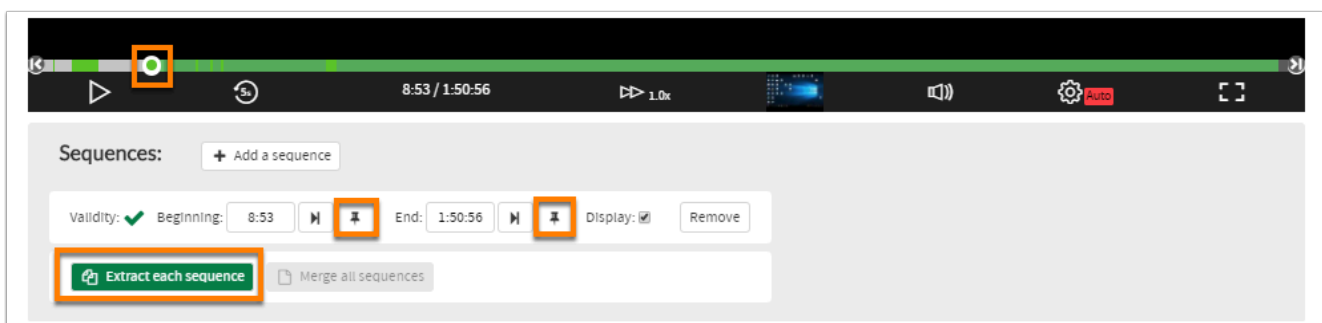 5s 8:53 / 1:50:56 1.0x Auto
Sequences: + Add a sequence
Validity: Beginning: 8:53 End: 1:50:56 Display: Remove
Extract each sequence Merge all sequences